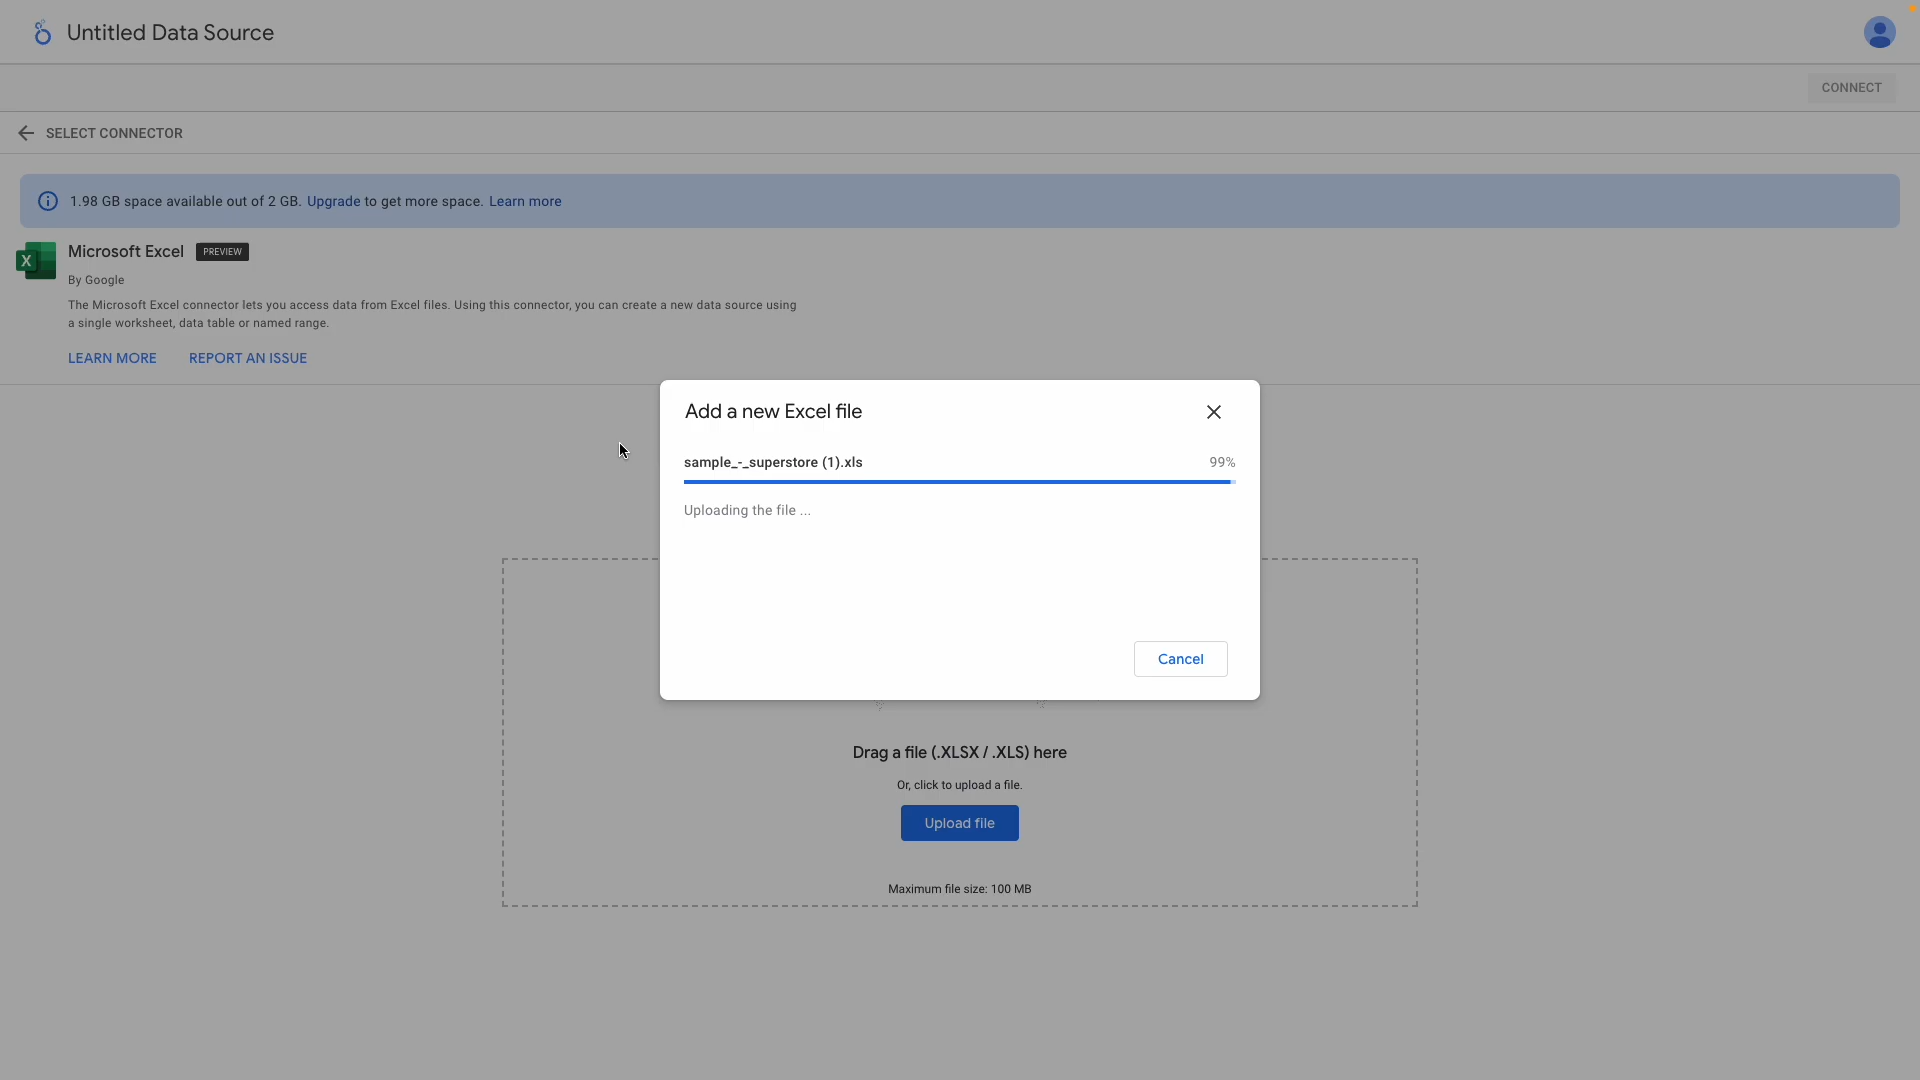 Untitled Data Source
CONNECT
SELECT CONNECTOR
1.98 GB space available out of 2 GB. Upgrade to get more space. Learn more
X
Microsoft Excel PREVIEW
By Google
The Microsoft Excel connector lets you access data from Excel files. Using this connector, you can create a new data source using
a single worksheet, data table or named range.
LEARN MORE REPORT AN ISSUE
Add a new Excel file
sample_-_superstore (1).xls 99%
Uploading the file ...
Cancel
Drag a file (.XLSX / .XLS) here
Or, click to upload a file.
Upload file
Maximum file size: 100 MB